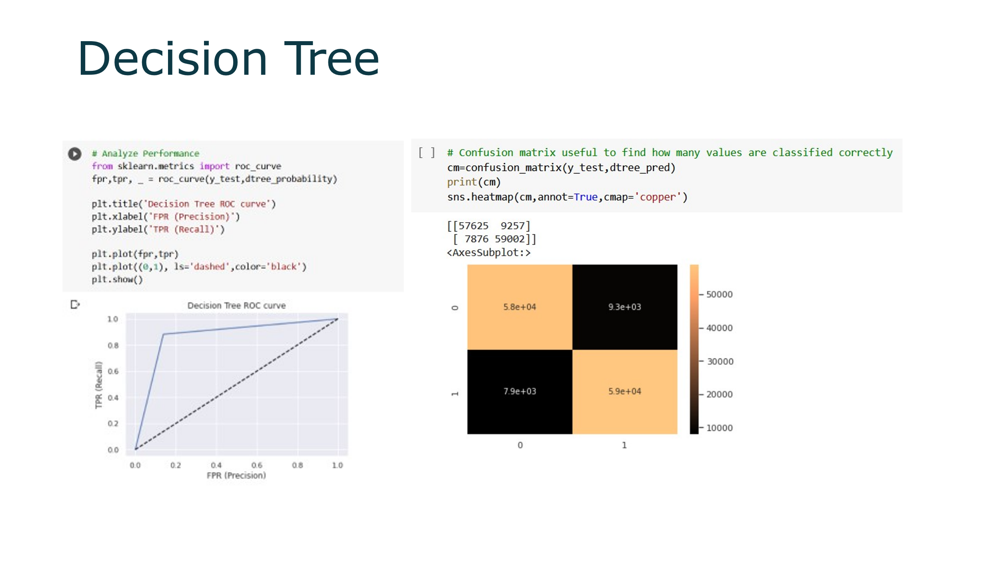 Decision Tree
# Analyze Performance
from sklearn.metrics import roc_curve
fpr,tpr, _ = roc_curve(y_test,dtree_probability)
plt.title('Decision Tree ROC curve')
plt.xlabel('FPR (Precision)')
plt.ylabel('TPR (Recall)')
plt.plot(fpr,tpr)
plt.plot((0,1), ls='dashed',color='black')
plt.show()
Decision Tree ROC curve
TPR (Recall)
1.0
0.8
0.6
0.4
0.2
0.0
0.0 0.2 0.4 0.6 0.8 1.0
FPR (Precision)
[ ] # Confusion matrix useful to find how many values are classified correctly
cm=confusion_matrix(y_test,dtree_pred)
print(cm)
sns.heatmap(cm,annot=True,cmap='copper')
[[57625  9257]
 [ 7876 59002]]
<AxesSubplot:>
0 5.8e+04 9.3e+03
1 7.9e+03 5.9e+04
0 1
50000
40000
30000
20000
10000